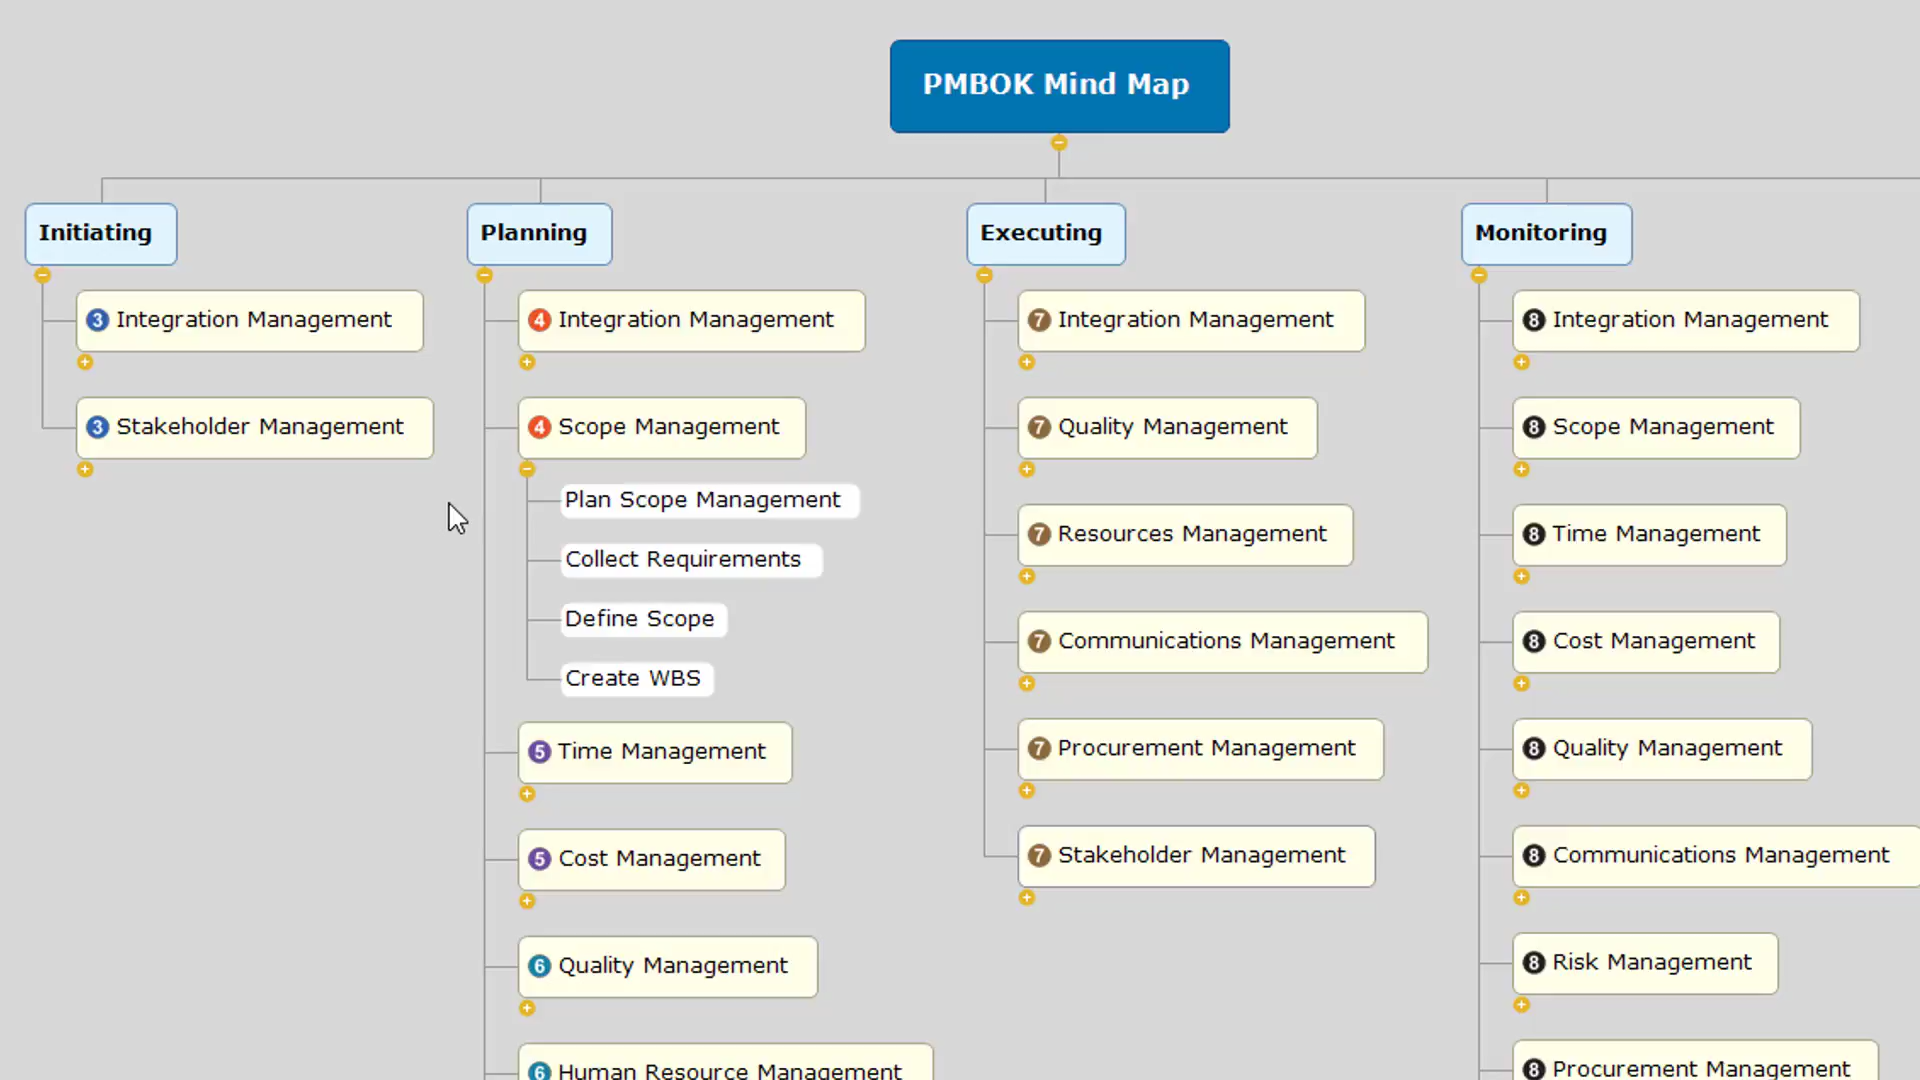 PMBOK Mind Map
Initiating
3 Integration Management
3 Stakeholder Management
Planning
4 Integration Management
4 Scope Management
Plan Scope Management
Collect Requirements
Define Scope
Create WBS
5 Time Management
5 Cost Management
6 Quality Management
6 Human Resource Management
Executing
7 Integration Management
7 Quality Management
7 Resources Management
7 Communications Management
7 Procurement Management
7 Stakeholder Management
Monitoring
8 Integration Management
8 Scope Management
8 Time Management
8 Cost Management
8 Quality Management
8 Communications Management
8 Risk Management
8 Procurement Management